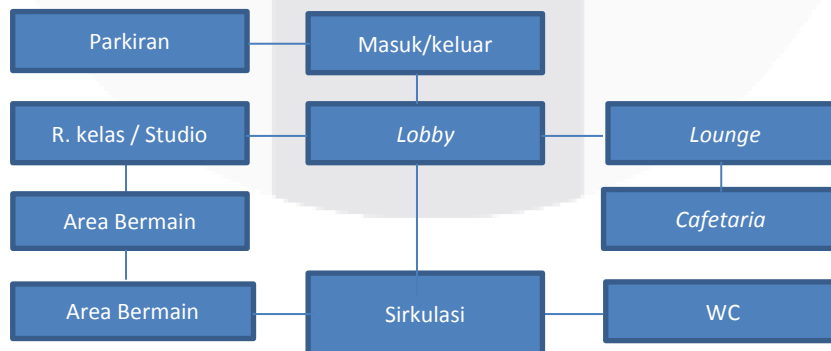 Parkiran
Masuk/keluar
R. kelas / Studio
Lobby
Lounge
Area Bermain
Cafetaria
Area Bermain
Sirkulasi
WC